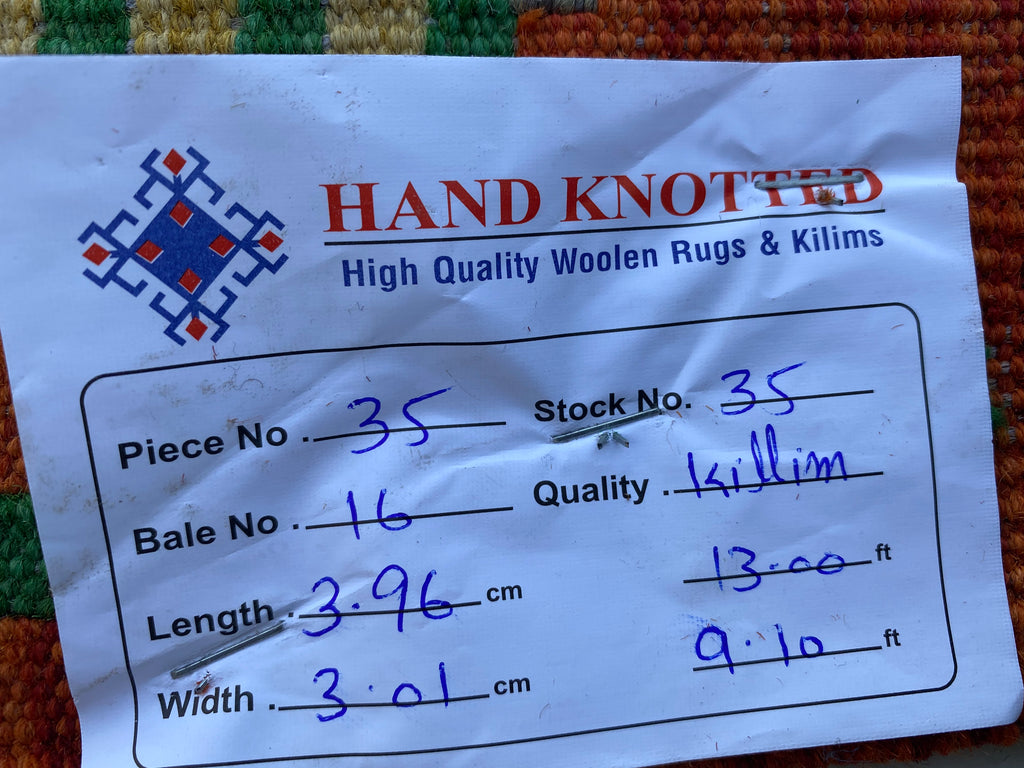 HAND KNOTTED
High Quality Woolen Rugs & Kilims
Piece No . 35 Stock No. 35
Bale No . 16 Quality . Killim
Length . 3.96 cm 13.00 ft
Width . 3.01 cm 9.10 ft